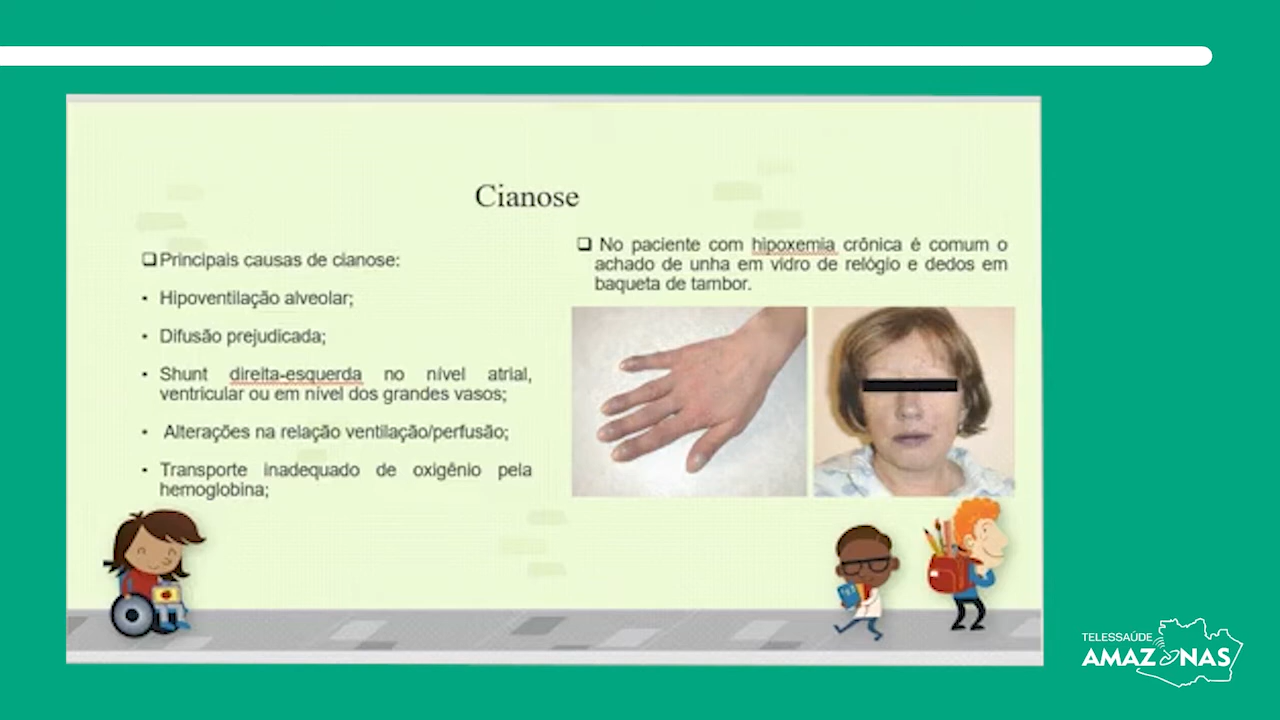 Cianose
❑Principais causas de cianose:
• Hipoventilação alveolar;
• Difusão prejudicada;
• Shunt direita-esquerda no nível atrial,
ventricular ou em nível dos grandes vasos;
• Alterações na relação ventilação/perfusão;
• Transporte inadequado de oxigênio pela
hemoglobina;
❑ No paciente com hipoxemia crônica é comum o
achado de unha em vidro de relógio e dedos em
baqueta de tambor.
TELESSAÚDE
AMAZONAS